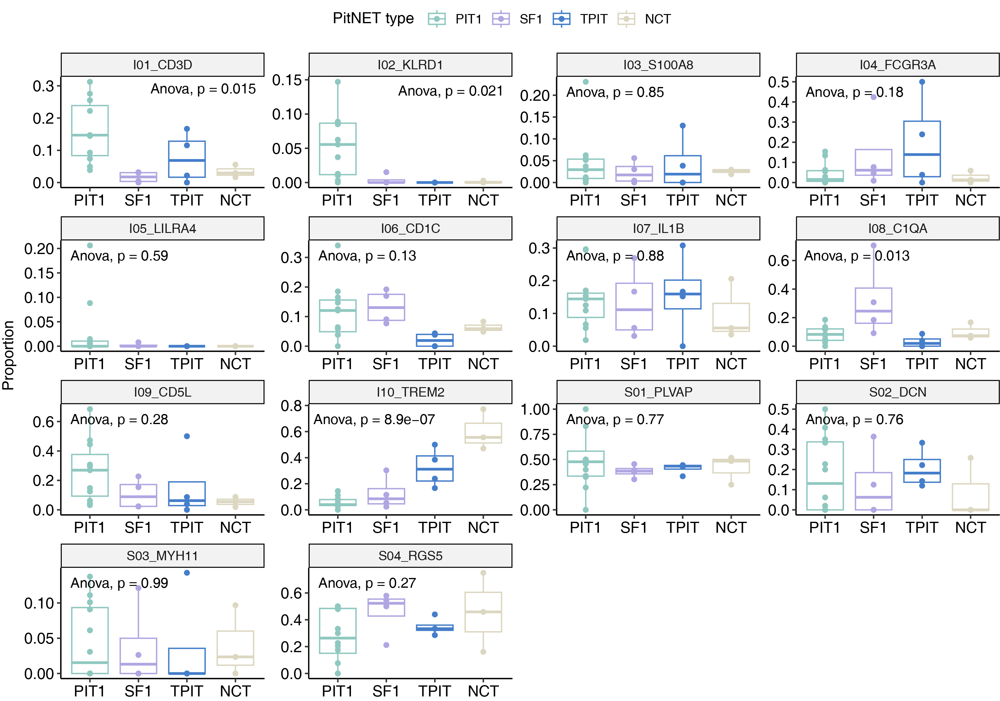 PitNET type PIT1 SF1 TPIT NCT
I01_CD3D I02_KLRD1 I03_S100A8 I04_FCGR3A
Anova, p = 0.015 Anova, p = 0.021 Anova, p = 0.85 Anova, p = 0.18
0.3 0.2 0.1 0.0
0.15 0.10 0.05 0.00
0.20 0.15 0.10 0.05 0.00
0.5 0.4 0.3 0.2 0.1 0.0
PIT1 SF1 TPIT NCT PIT1 SF1 TPIT NCT PIT1 SF1 TPIT NCT PIT1 SF1 TPIT NCT
I05_LILRA4 I06_CD1C I07_IL1B I08_C1QA
Anova, p = 0.59 Anova, p = 0.13 Anova, p = 0.88 Anova, p = 0.013
0.20 0.15 0.10 0.05 0.00
0.3 0.2 0.1 0.0
0.3 0.2 0.1 0.0
0.6 0.4 0.2 0.0
PIT1 SF1 TPIT NCT PIT1 SF1 TPIT NCT PIT1 SF1 TPIT NCT PIT1 SF1 TPIT NCT
Proportion
I09_CD5L I10_TREM2 S01_PLVAP S02_DCN
Anova, p = 0.28 Anova, p = 8.9e−07 Anova, p = 0.77 Anova, p = 0.76
0.6 0.4 0.2 0.0
0.8 0.6 0.4 0.2 0.0
1.00 0.75 0.50 0.25 0.00
0.5 0.4 0.3 0.2 0.1 0.0
PIT1 SF1 TPIT NCT PIT1 SF1 TPIT NCT PIT1 SF1 TPIT NCT PIT1 SF1 TPIT NCT
S03_MYH11 S04_RGS5
Anova, p = 0.99 Anova, p = 0.27
0.10 0.05 0.00
0.6 0.4 0.2 0.0
PIT1 SF1 TPIT NCT PIT1 SF1 TPIT NCT